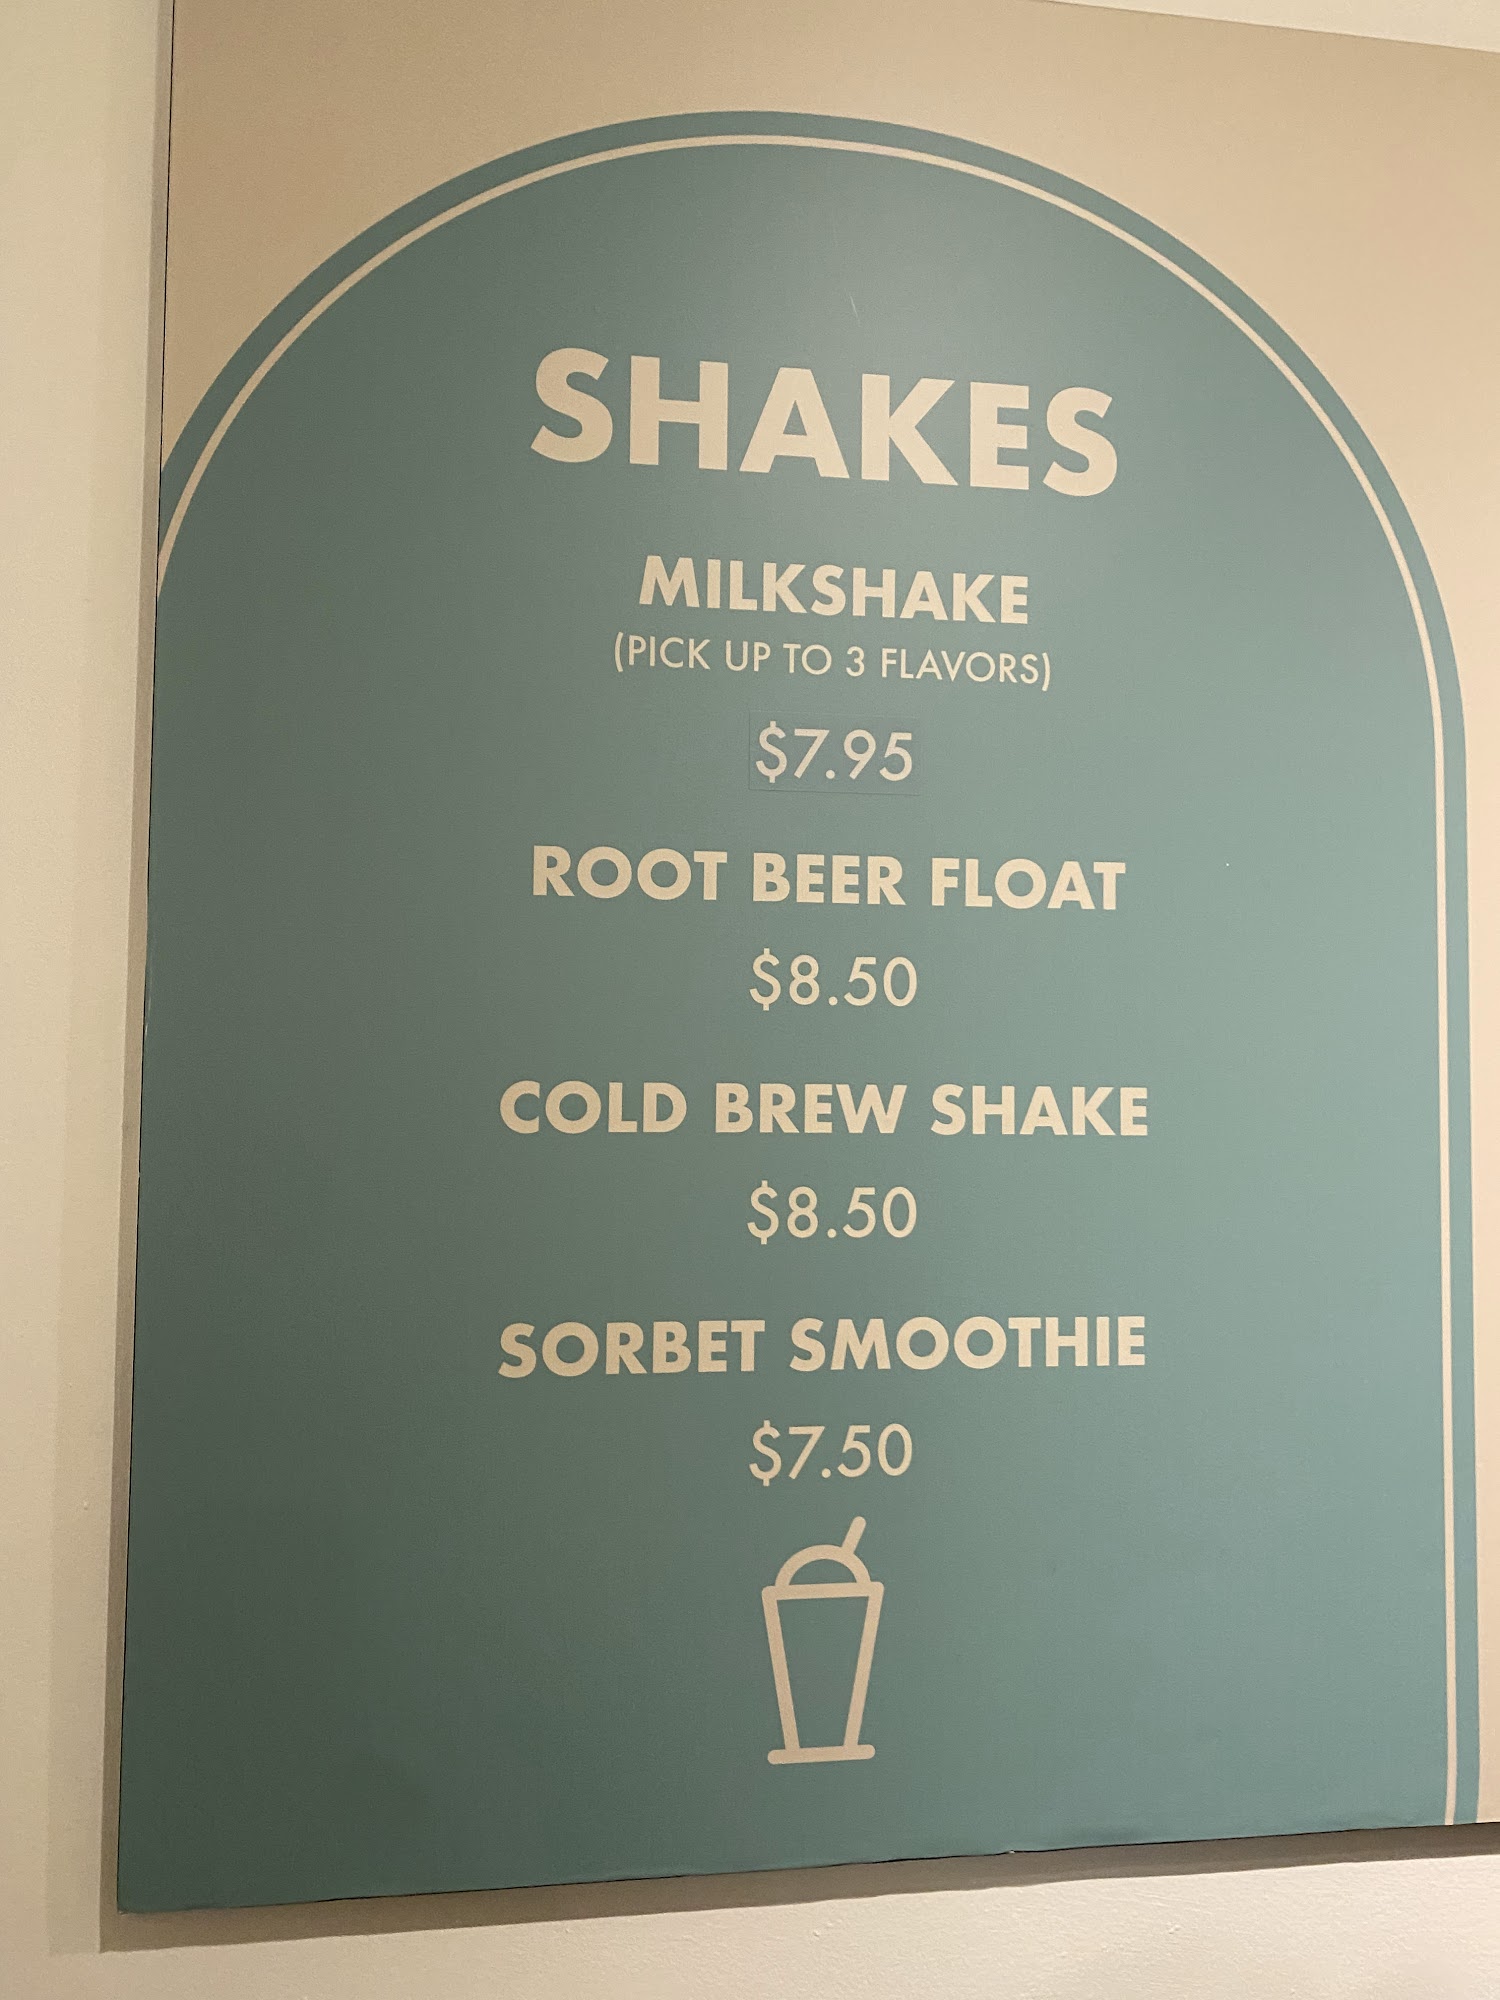 SHAKES
MILKSHAKE
(PICK UP TO 3 FLAVORS)
$7.95
ROOT BEER FLOAT
$8.50
COLD BREW SHAKE
$8.50
SORBET SMOOTHIE
$7.50